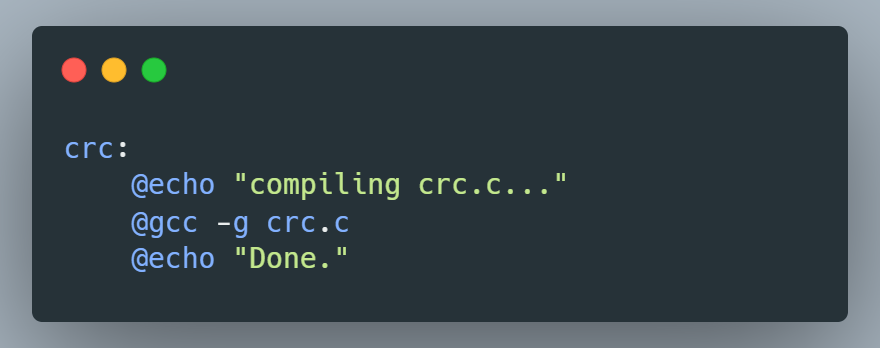 crc:
    @echo "compiling crc.c..."
    @gcc -g crc.c
    @echo "Done."